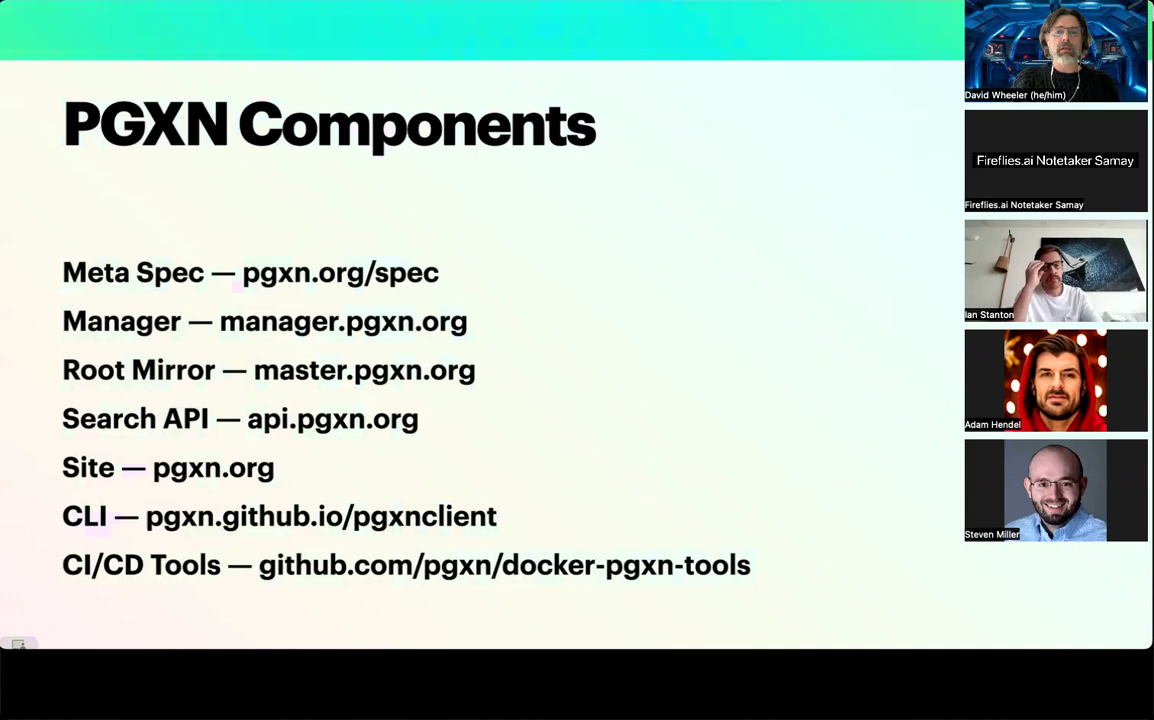 PGXN Components
Meta Spec — pgxn.org/spec
Manager — manager.pgxn.org
Root Mirror — master.pgxn.org
Search API — api.pgxn.org
Site — pgxn.org
CLI — pgxn.github.io/pgxnclient
CI/CD Tools — github.com/pgxn/docker-pgxn-tools
David Wheeler (he/him)
Fireflies.ai Notetaker Samay
Fireflies.ai Notetaker Samay
Ian Stanton
Adam Hendel
Steven Miller